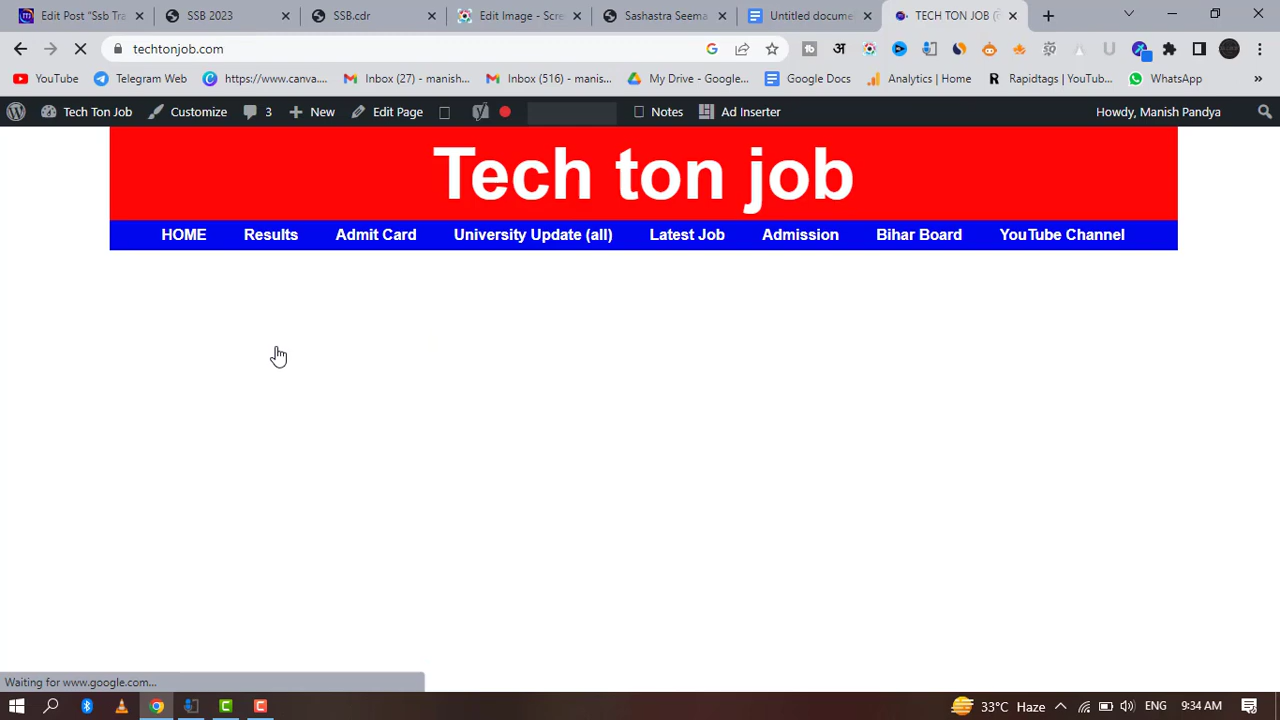 Edit Post "Ssb Tra
SSB 2023
SSB.cdr
Edit Image - Scre
Sashastra Seema
Untitled docume
TECH TON JOB (
techtonjob.com
YouTube
Telegram Web
https://www.canva....
Inbox (27) - manish...
Inbox (516) - manis...
My Drive - Google...
Google Docs
Analytics | Home
Rapidtags | YouTub...
WhatsApp
Tech Ton Job
Customize
3
New
Edit Page
Notes
Ad Inserter
Howdy, Manish Pandya
Tech ton job
HOME Results Admit Card University Update (all) Latest Job Admission Bihar Board YouTube Channel
Waiting for www.google.com...
33°C Haze
ENG
9:34 AM